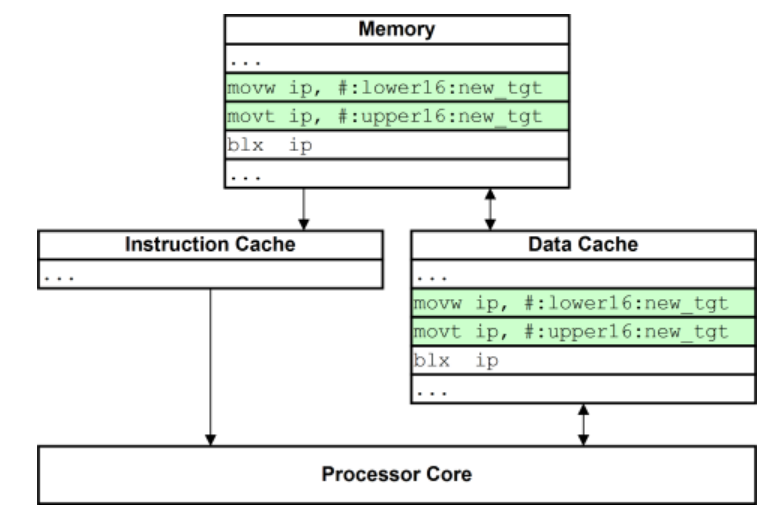 Memory
...
movw ip, #:lower16:new_tgt
movt ip, #:upper16:new_tgt
blx  ip
...
Instruction Cache
...
Data Cache
...
movw ip, #:lower16:new_tgt
movt ip, #:upper16:new_tgt
blx  ip
...
Processor Core